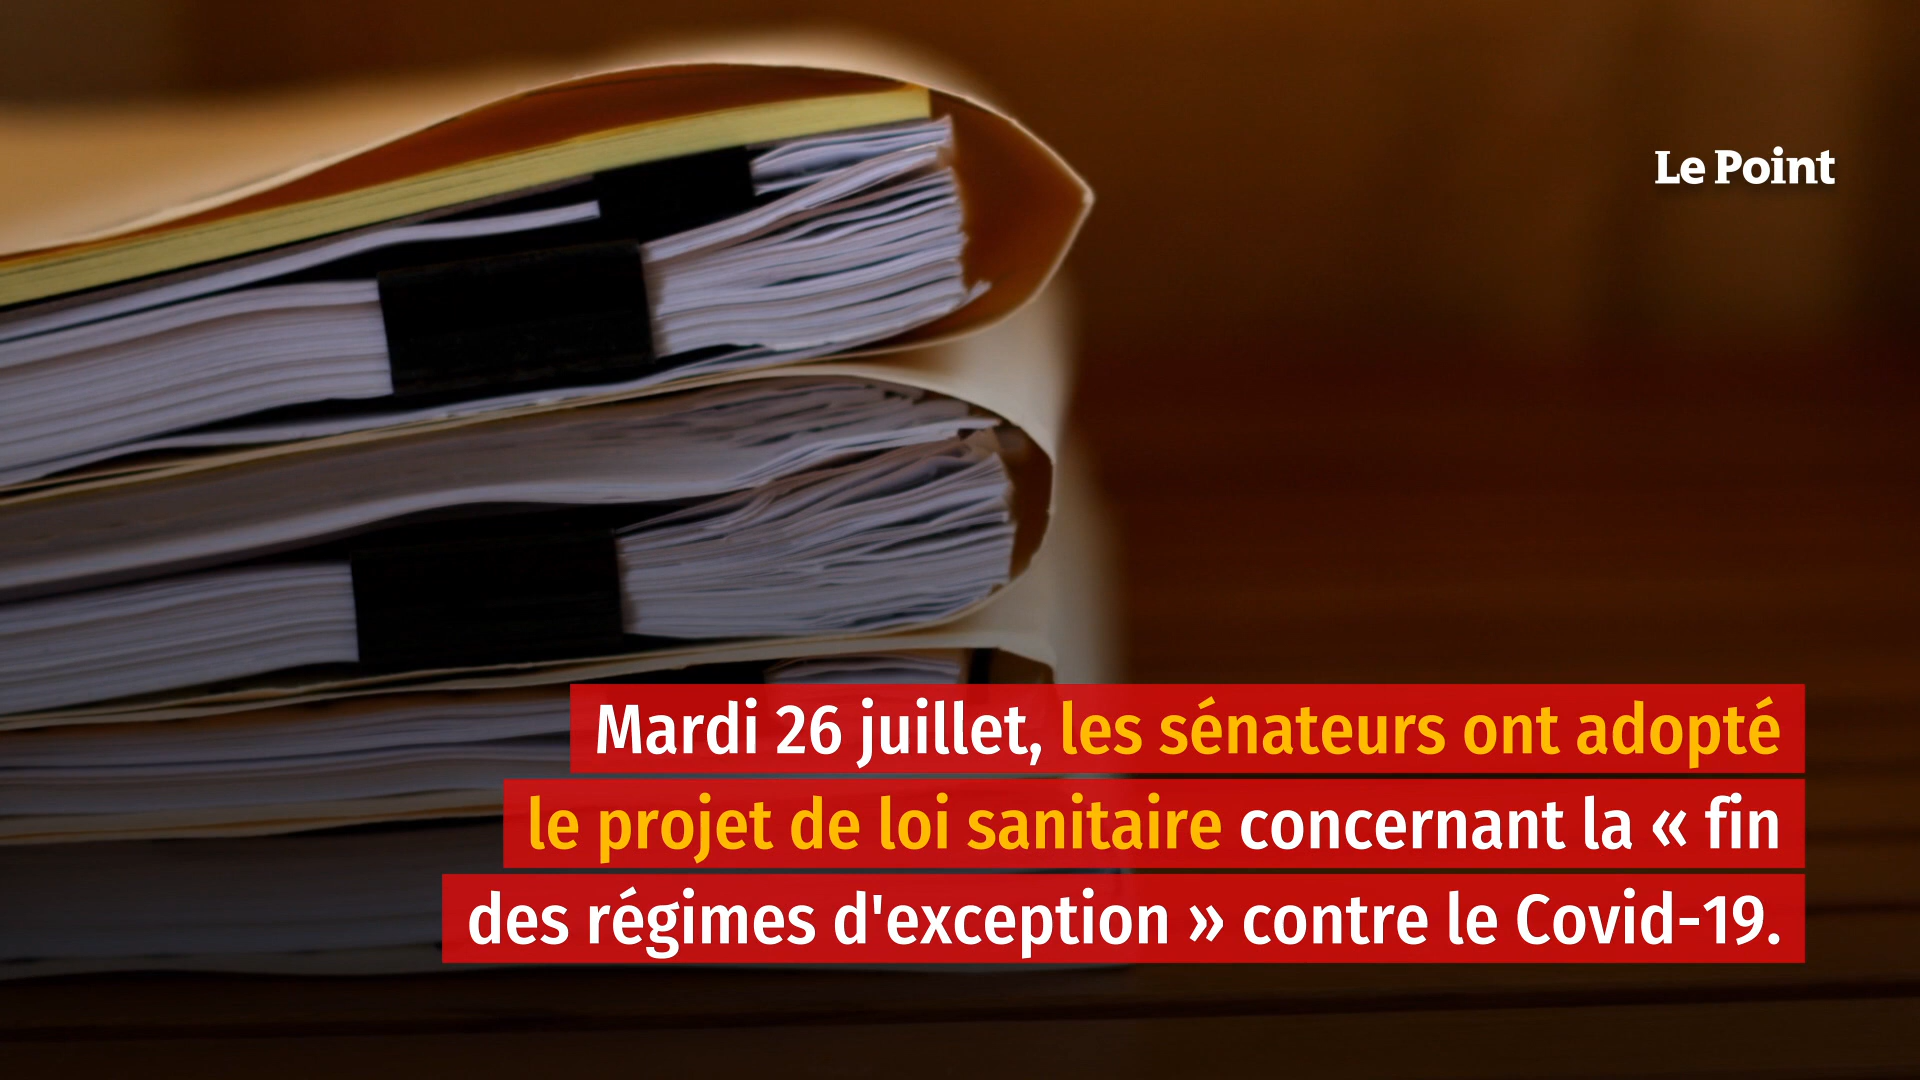 Le Point
Mardi 26 juillet, les sénateurs ont adopté
le projet de loi sanitaire concernant la « fin
des régimes d'exception » contre le Covid-19.